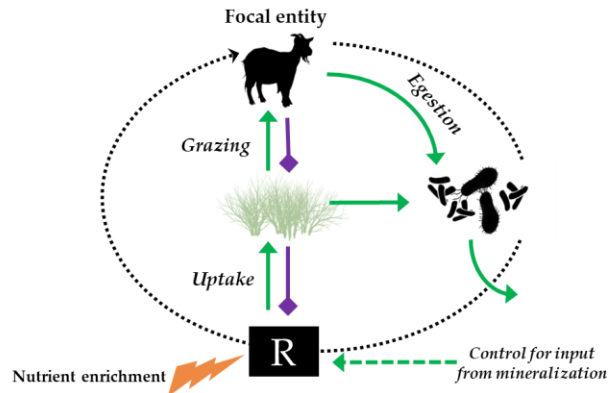 Focal entity
Egestion
Grazing
Uptake
R
Nutrient enrichment
Control for input
from mineralization